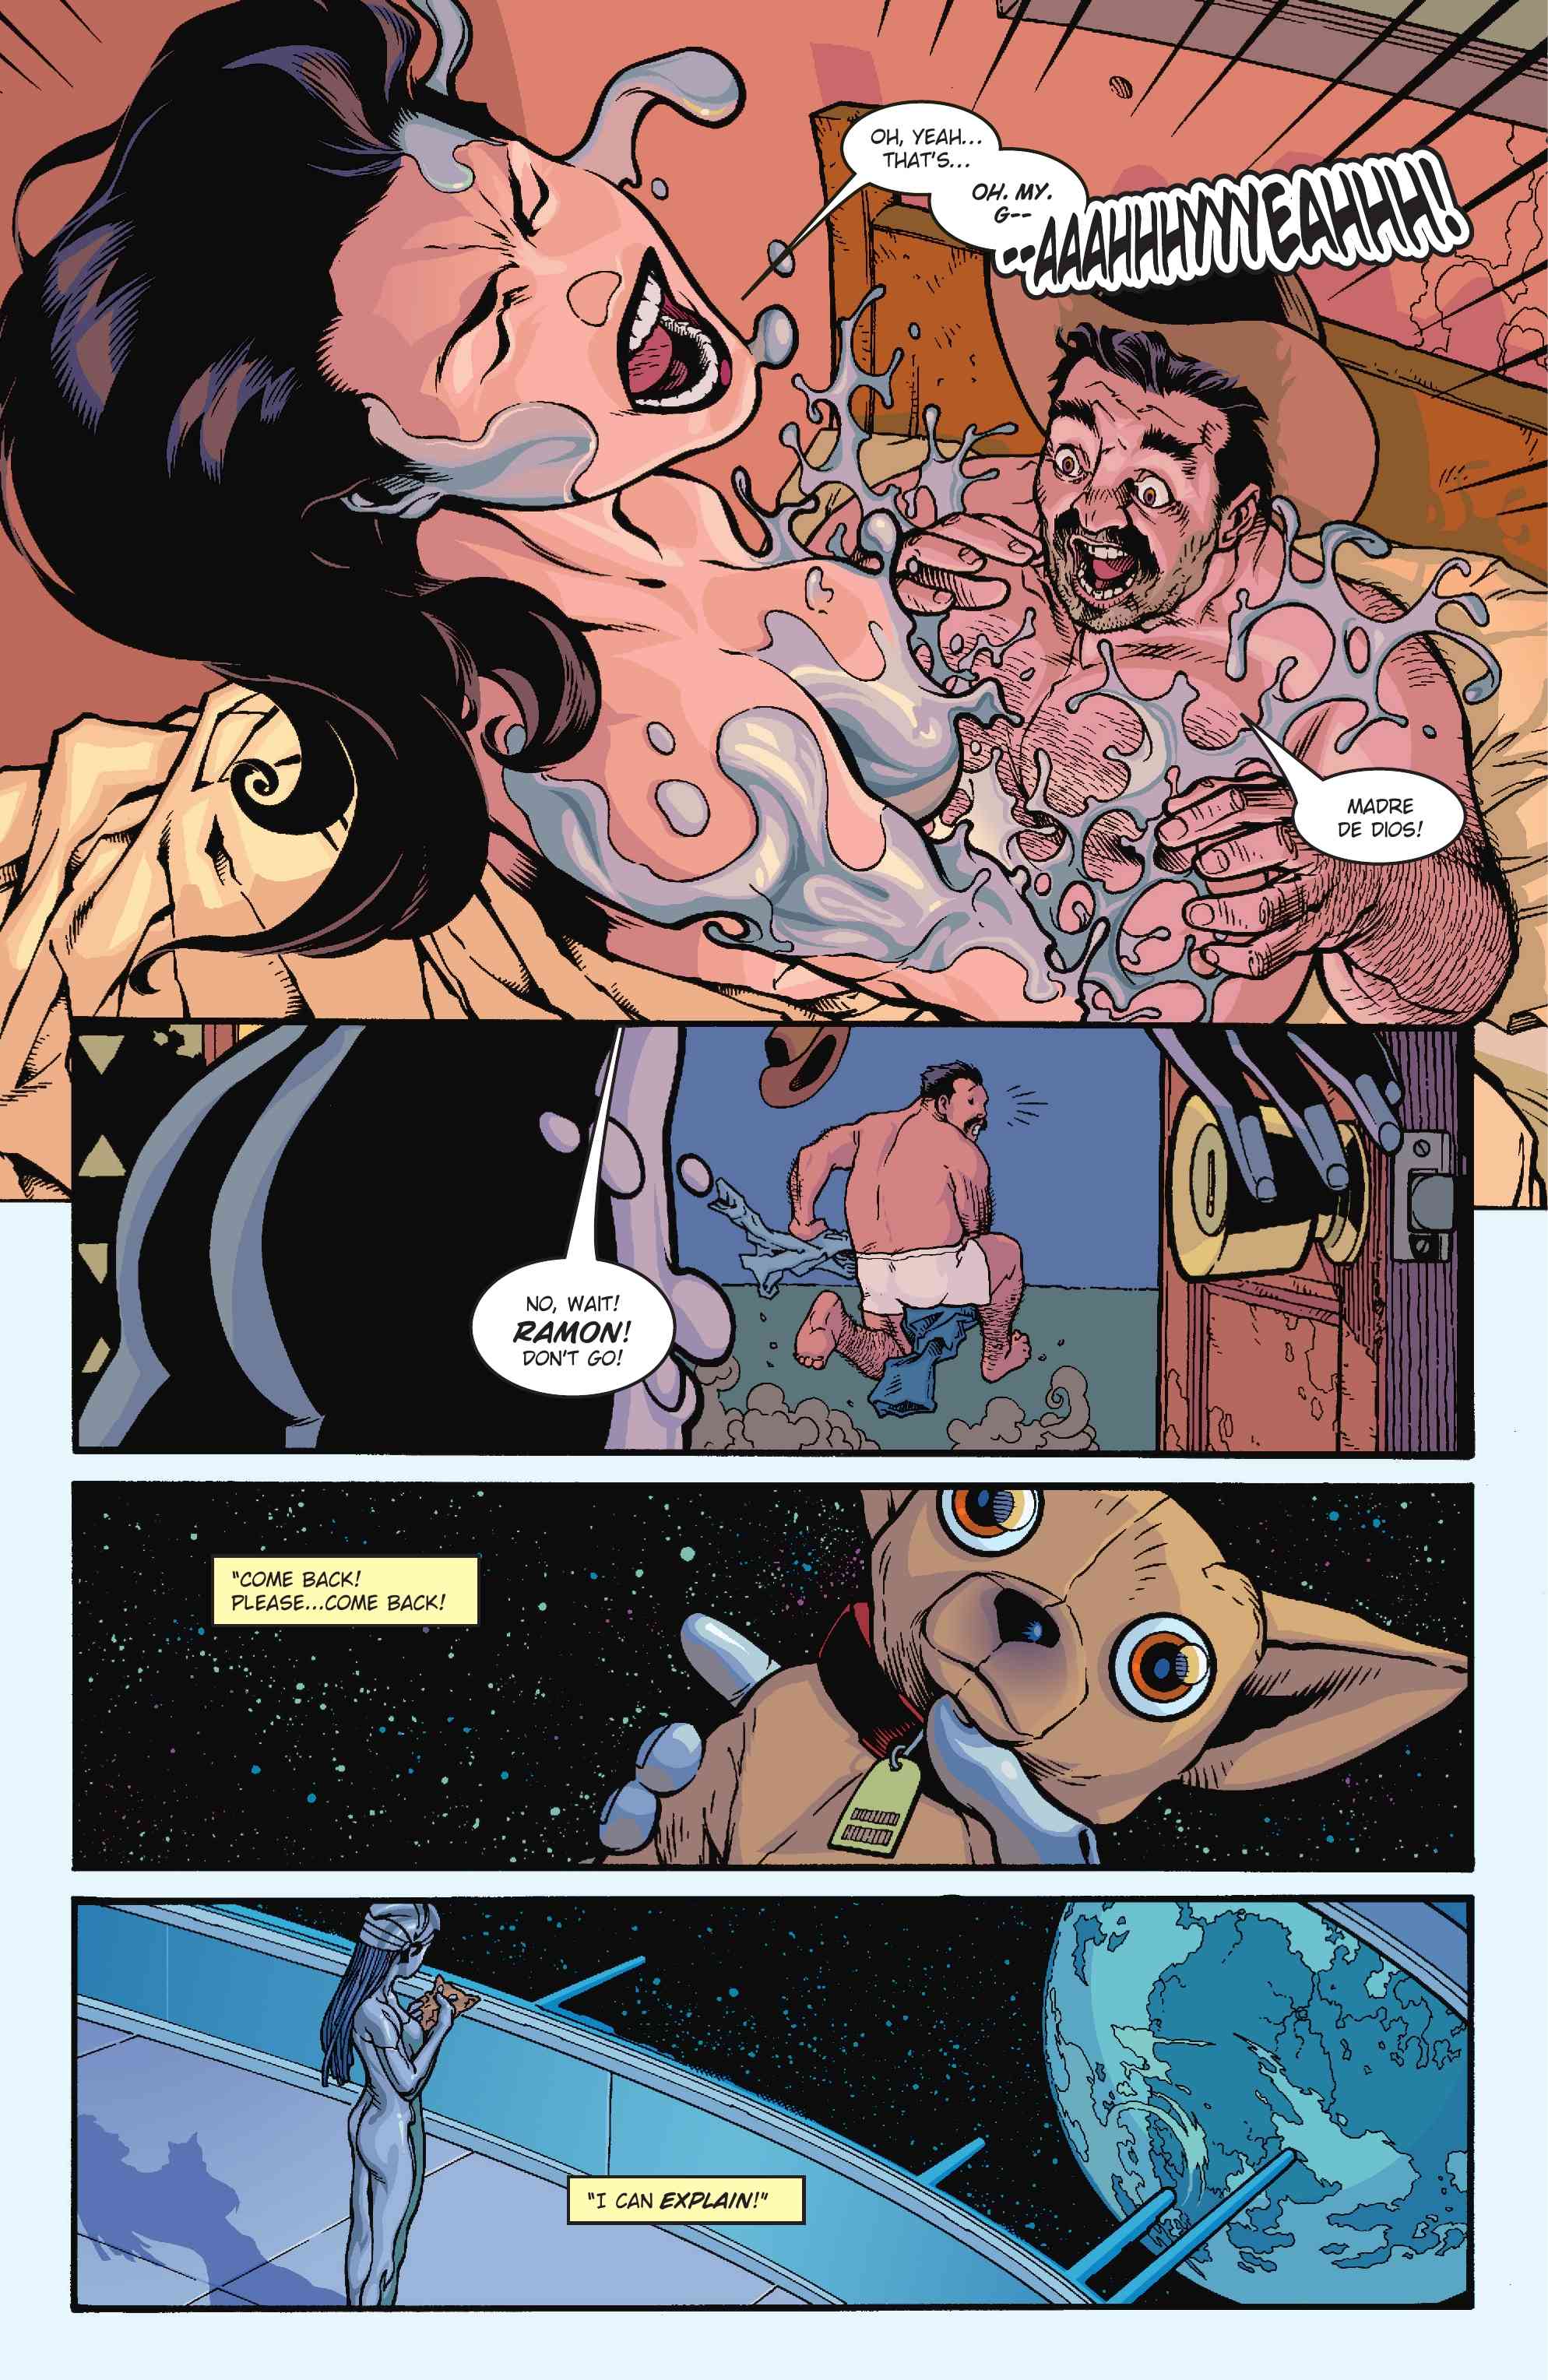 OH, YEAH...
THAT'S...
OH. MY.
G--
--AAAHHHYYYEAHHH!
MADRE
DE DIOS!
NO, WAIT!
RAMON!
DON'T GO!
"COME BACK!
PLEASE...COME BACK!
"I CAN EXPLAIN!"